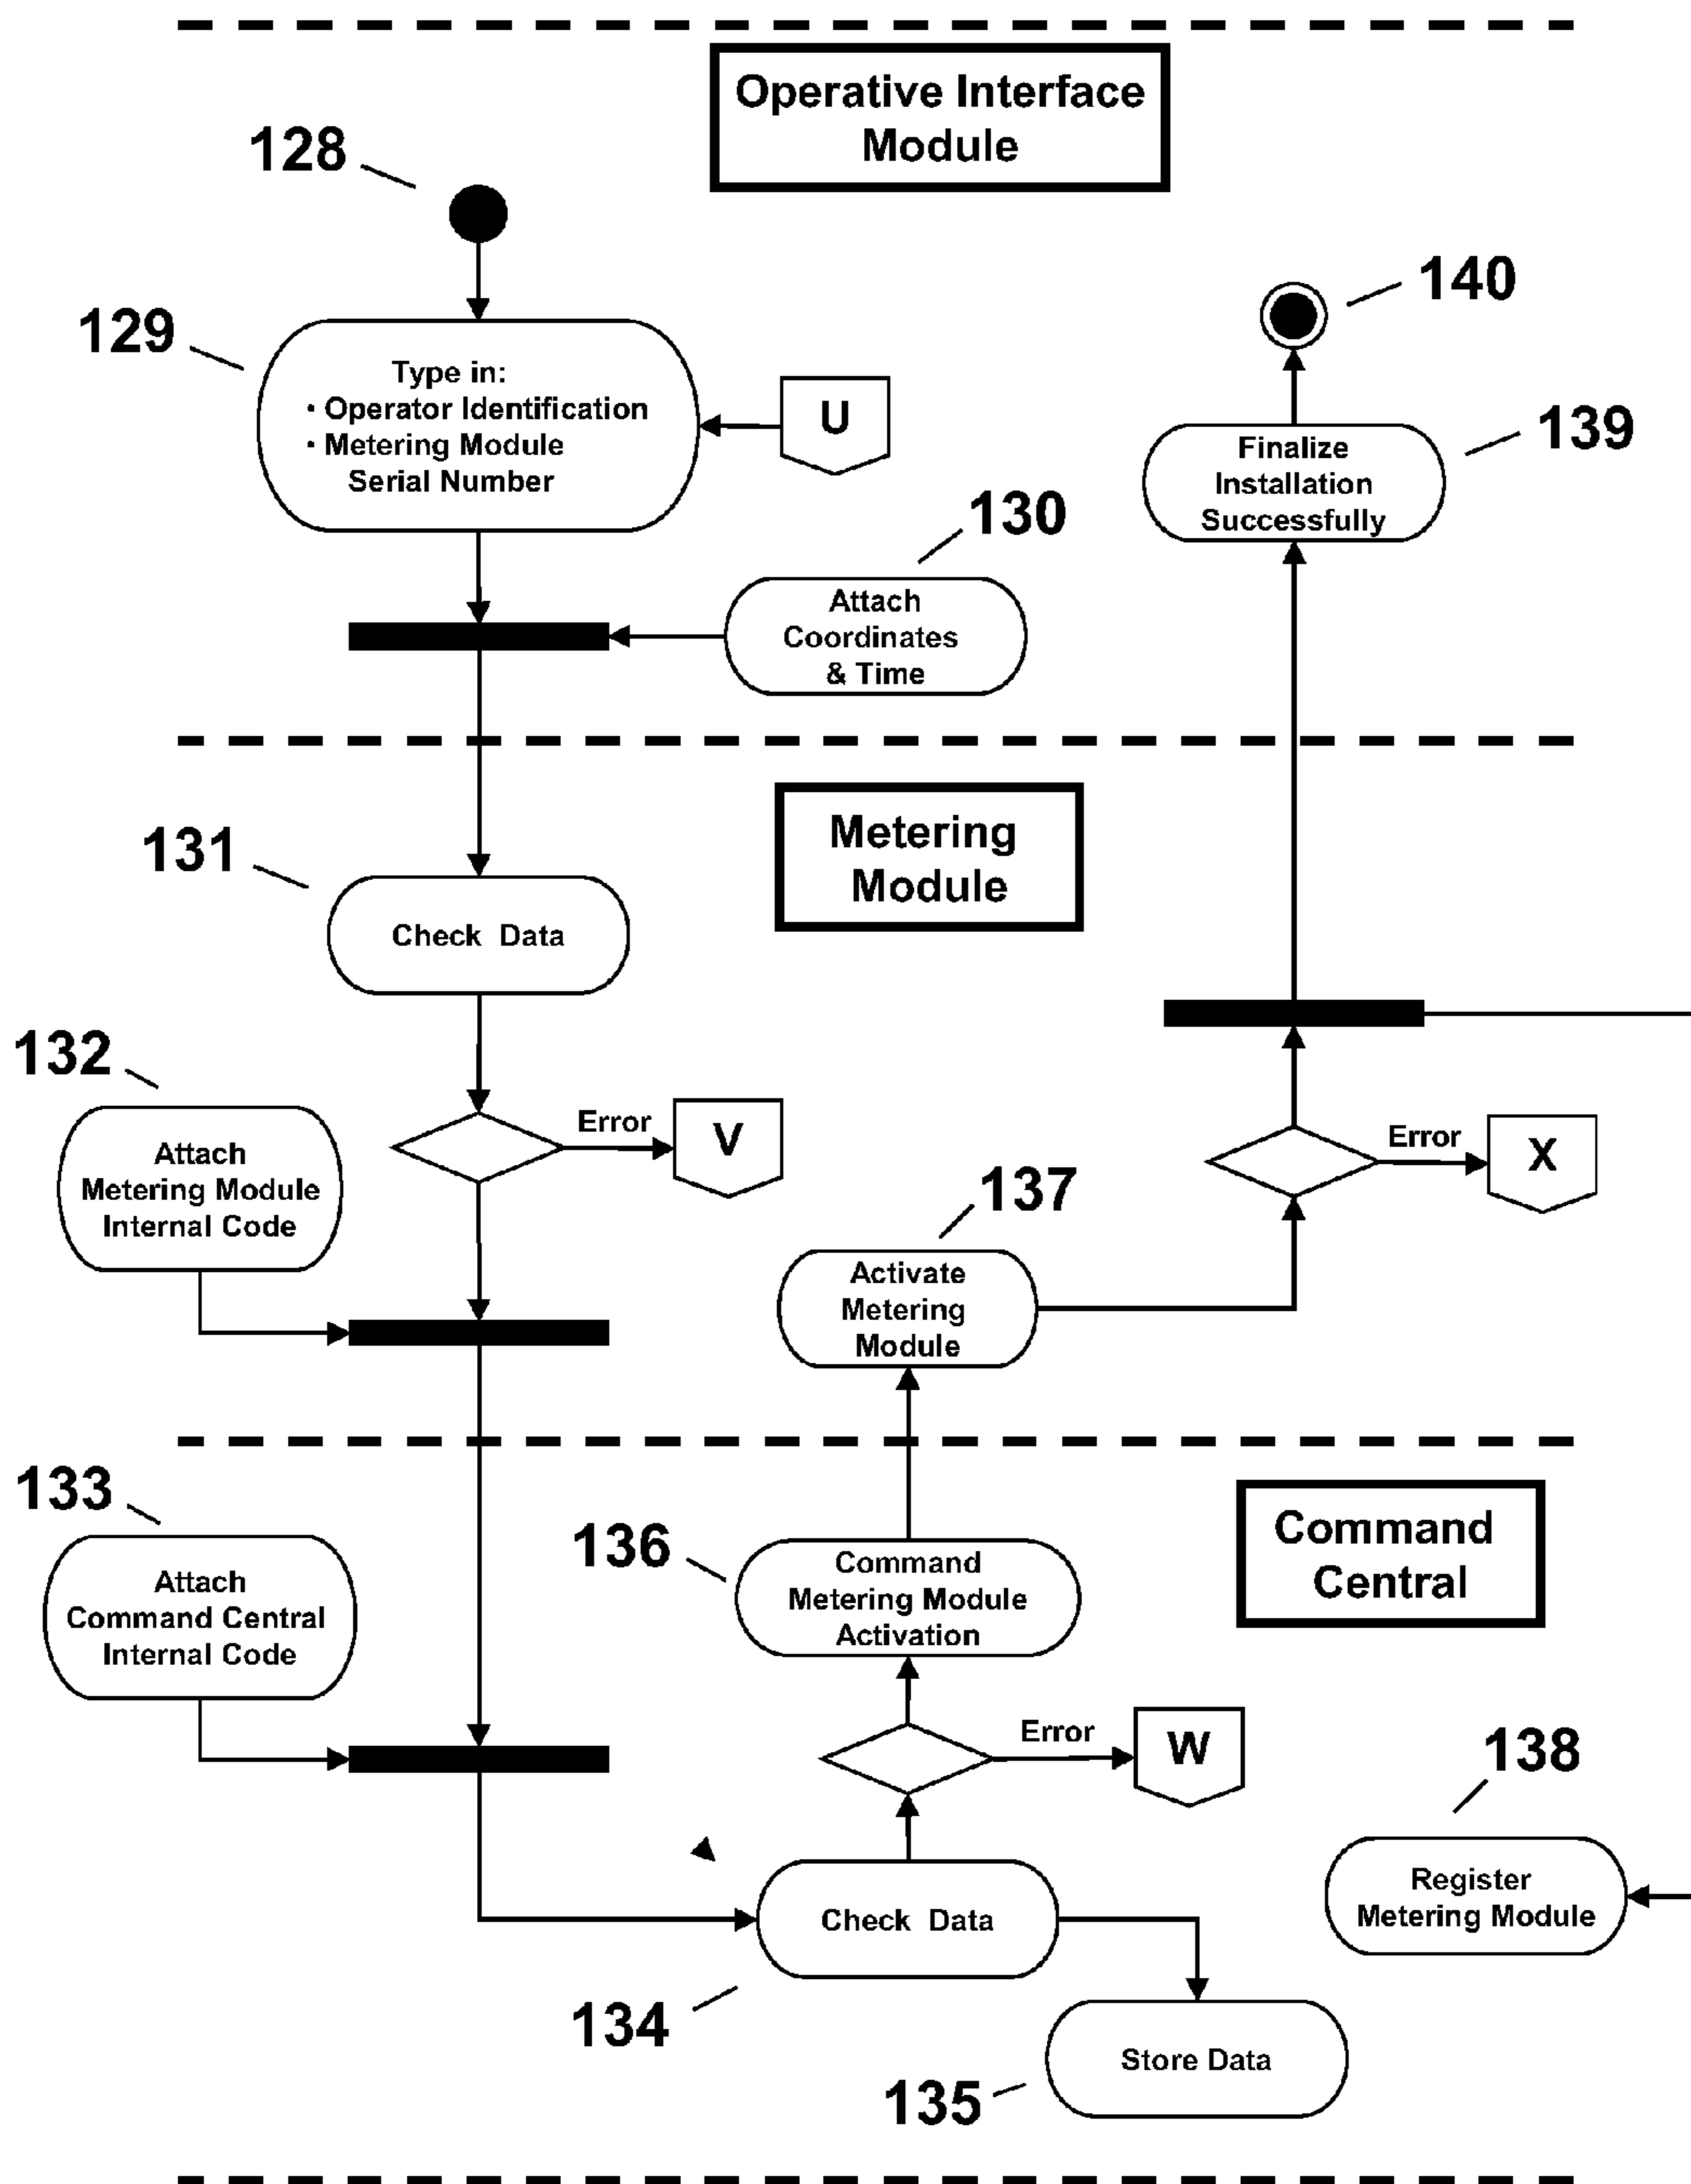 Operative Interface
Module
128
129
Type in:
· Operator Identification
· Metering Module
Serial Number
U
130
Attach
Coordinates
& Time
140
139
Finalize
Installation
Successfully
Metering
Module
131
Check Data
132
Attach
Metering Module
Internal Code
Error
V
137
Activate
Metering
Module
Error
X
Command
Central
133
Attach
Command Central
Internal Code
136
Command
Metering Module
Activation
Error
W
138
Register
Metering Module
134
Check Data
135
Store Data